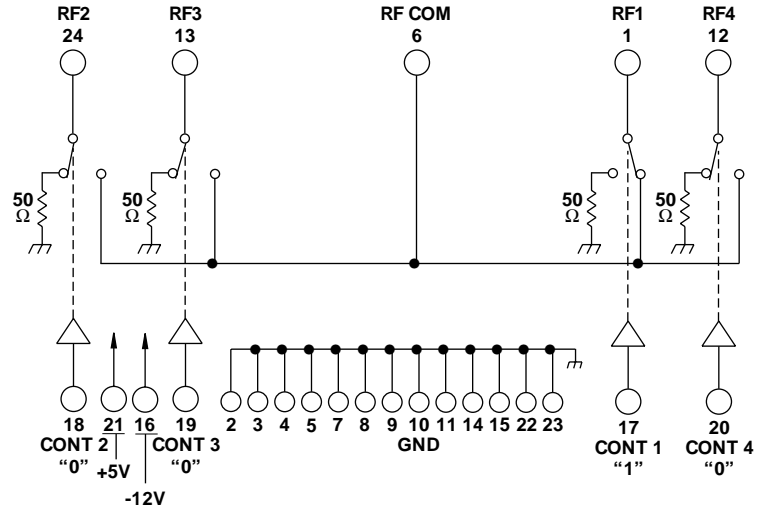 RF2 RF3 RF COM RF1 RF4
24 13 6 1 12
50 Ω 50 Ω 50 Ω 50 Ω
18 21 16 19 2 3 4 5 7 8 9 10 11 14 15 22 23 17 20
CONT 2 CONT 3 GND CONT 1 CONT 4
“0” “0” “1” “0”
+5V
-12V